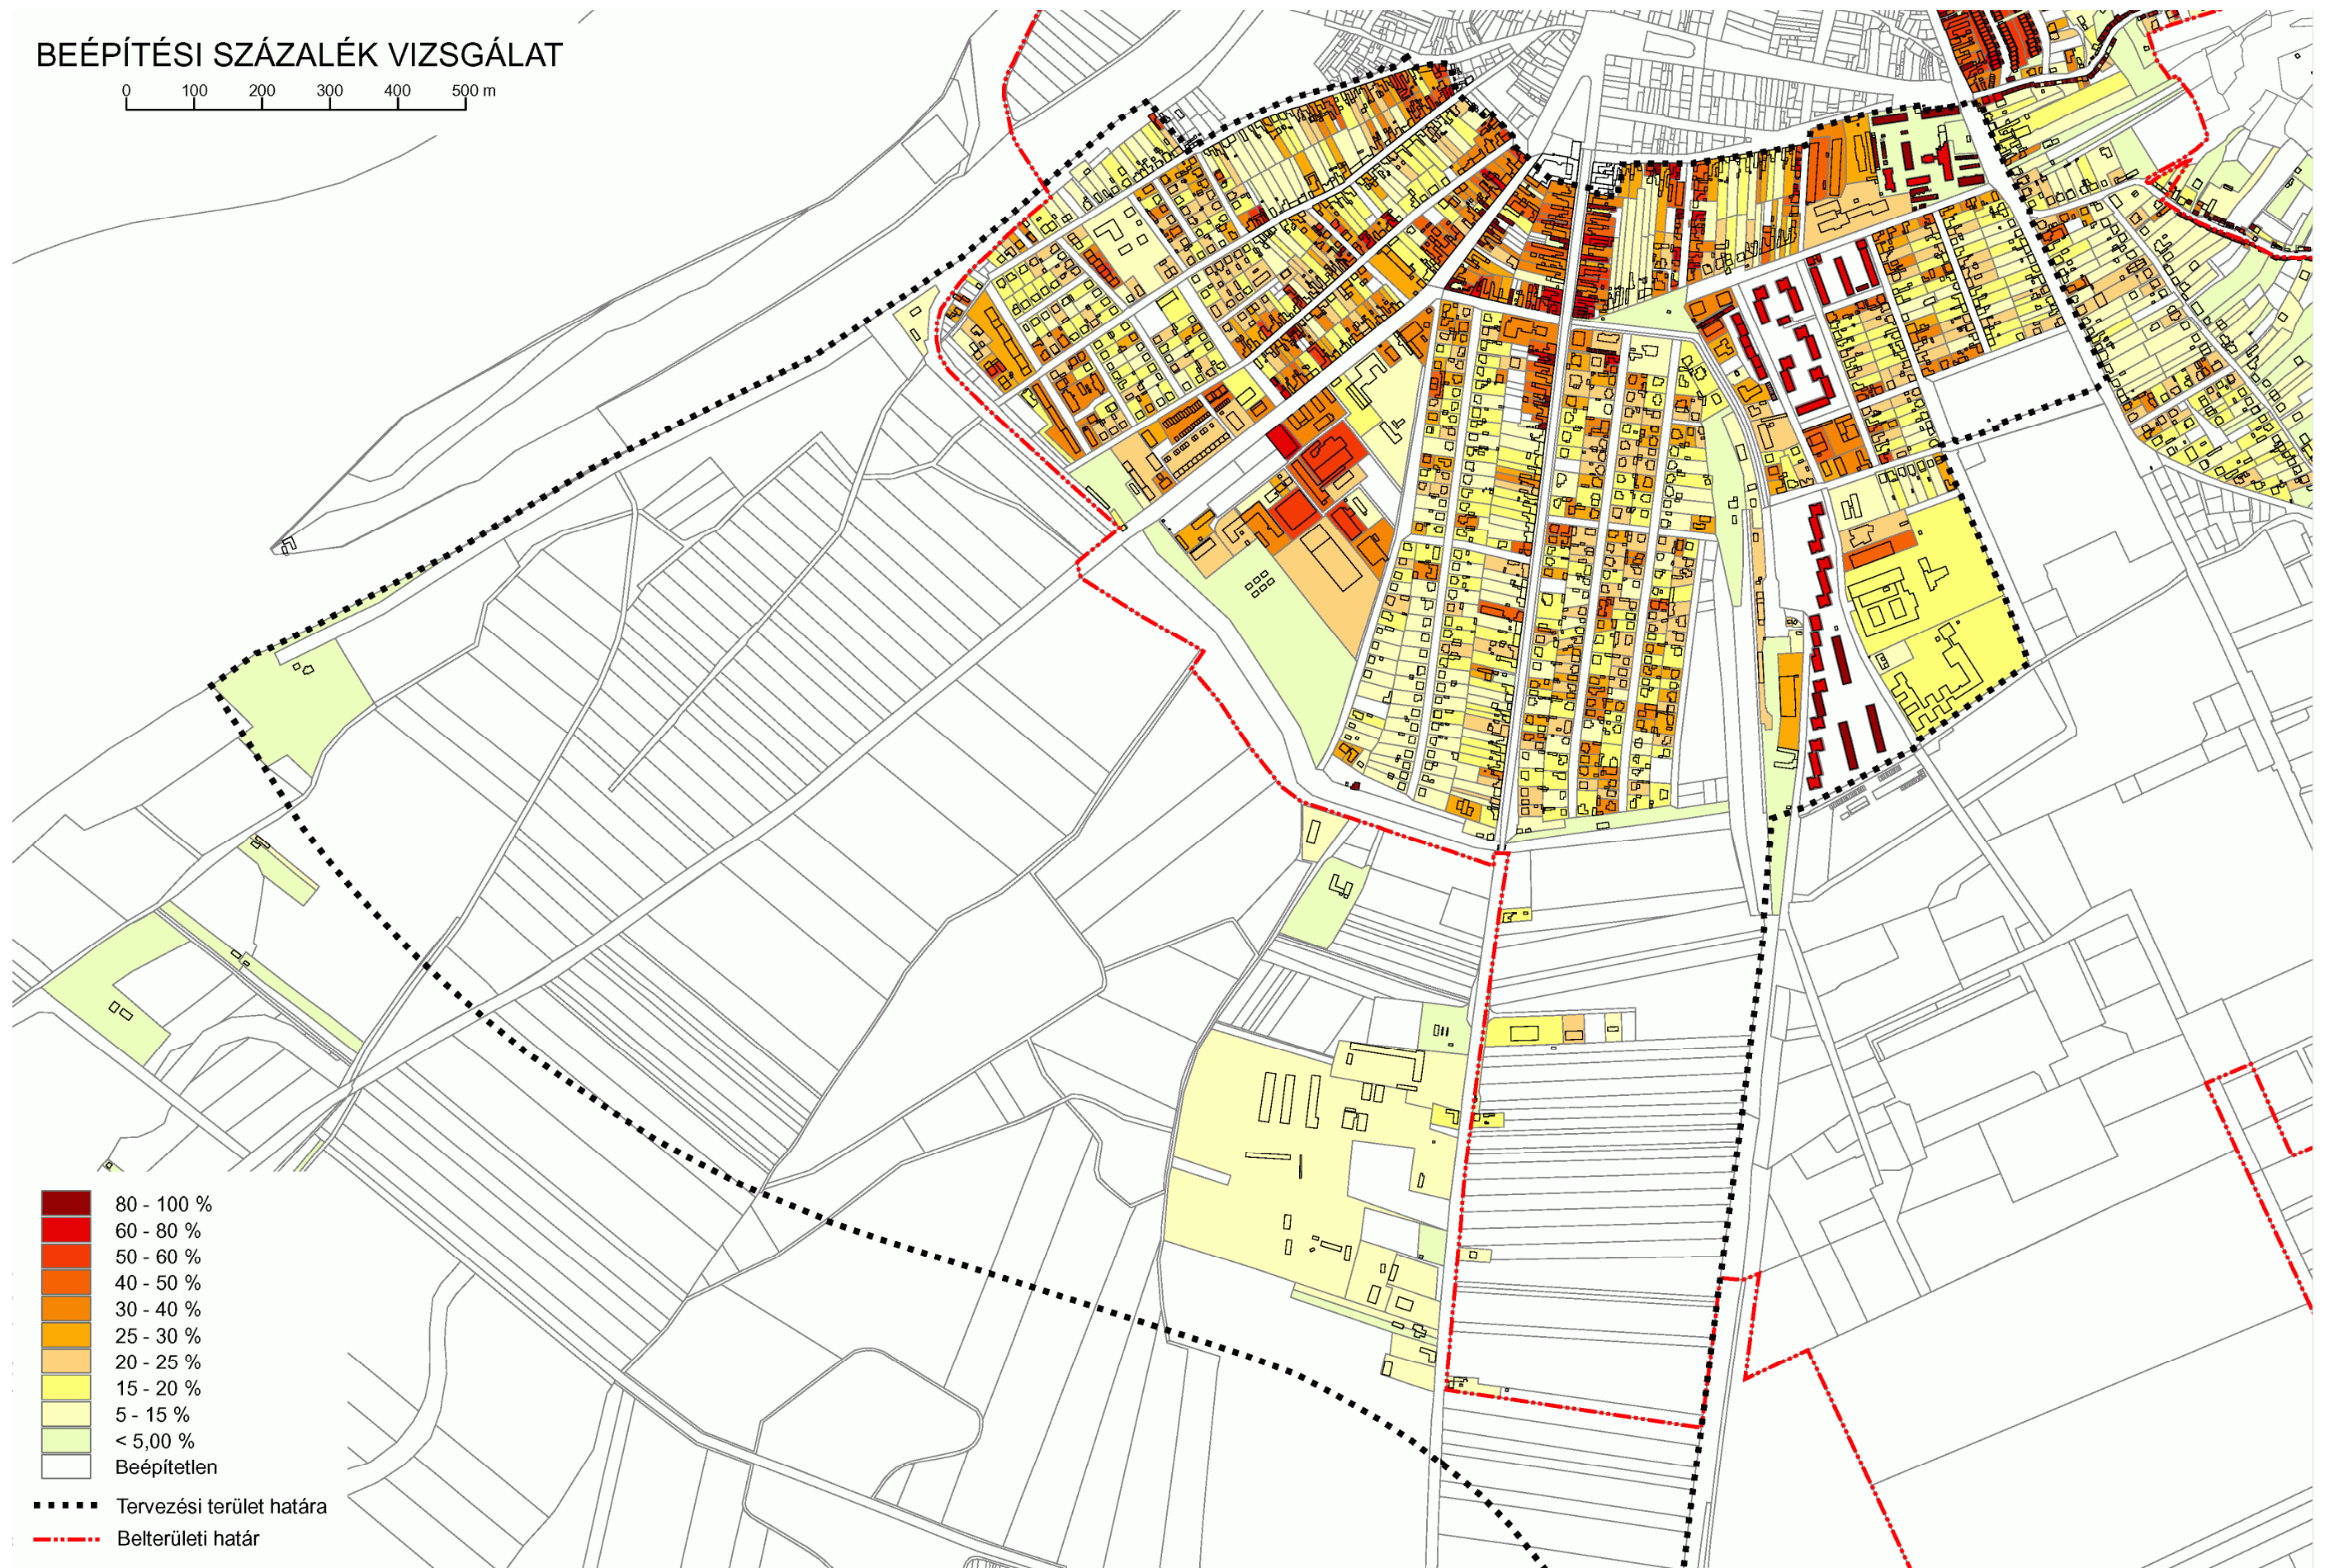 BEÉPÍTÉSI SZÁZALÉK VIZSGÁLAT
0 100 200 300 400 500 m
80 - 100 %
60 - 80 %
50 - 60 %
40 - 50 %
30 - 40 %
25 - 30 %
20 - 25 %
15 - 20 %
5 - 15 %
< 5,00 %
Beépítetlen
Tervezési terület határa
Belterületi határ